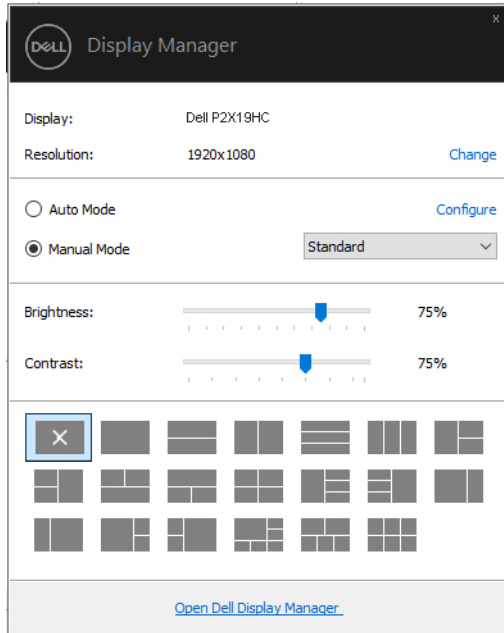 x
DELL Display Manager
Display: Dell P2X19HC
Resolution: 1920x1080 Change
Auto Mode Configure
Manual Mode Standard
Brightness: 75%
Contrast: 75%
Open Dell Display Manager